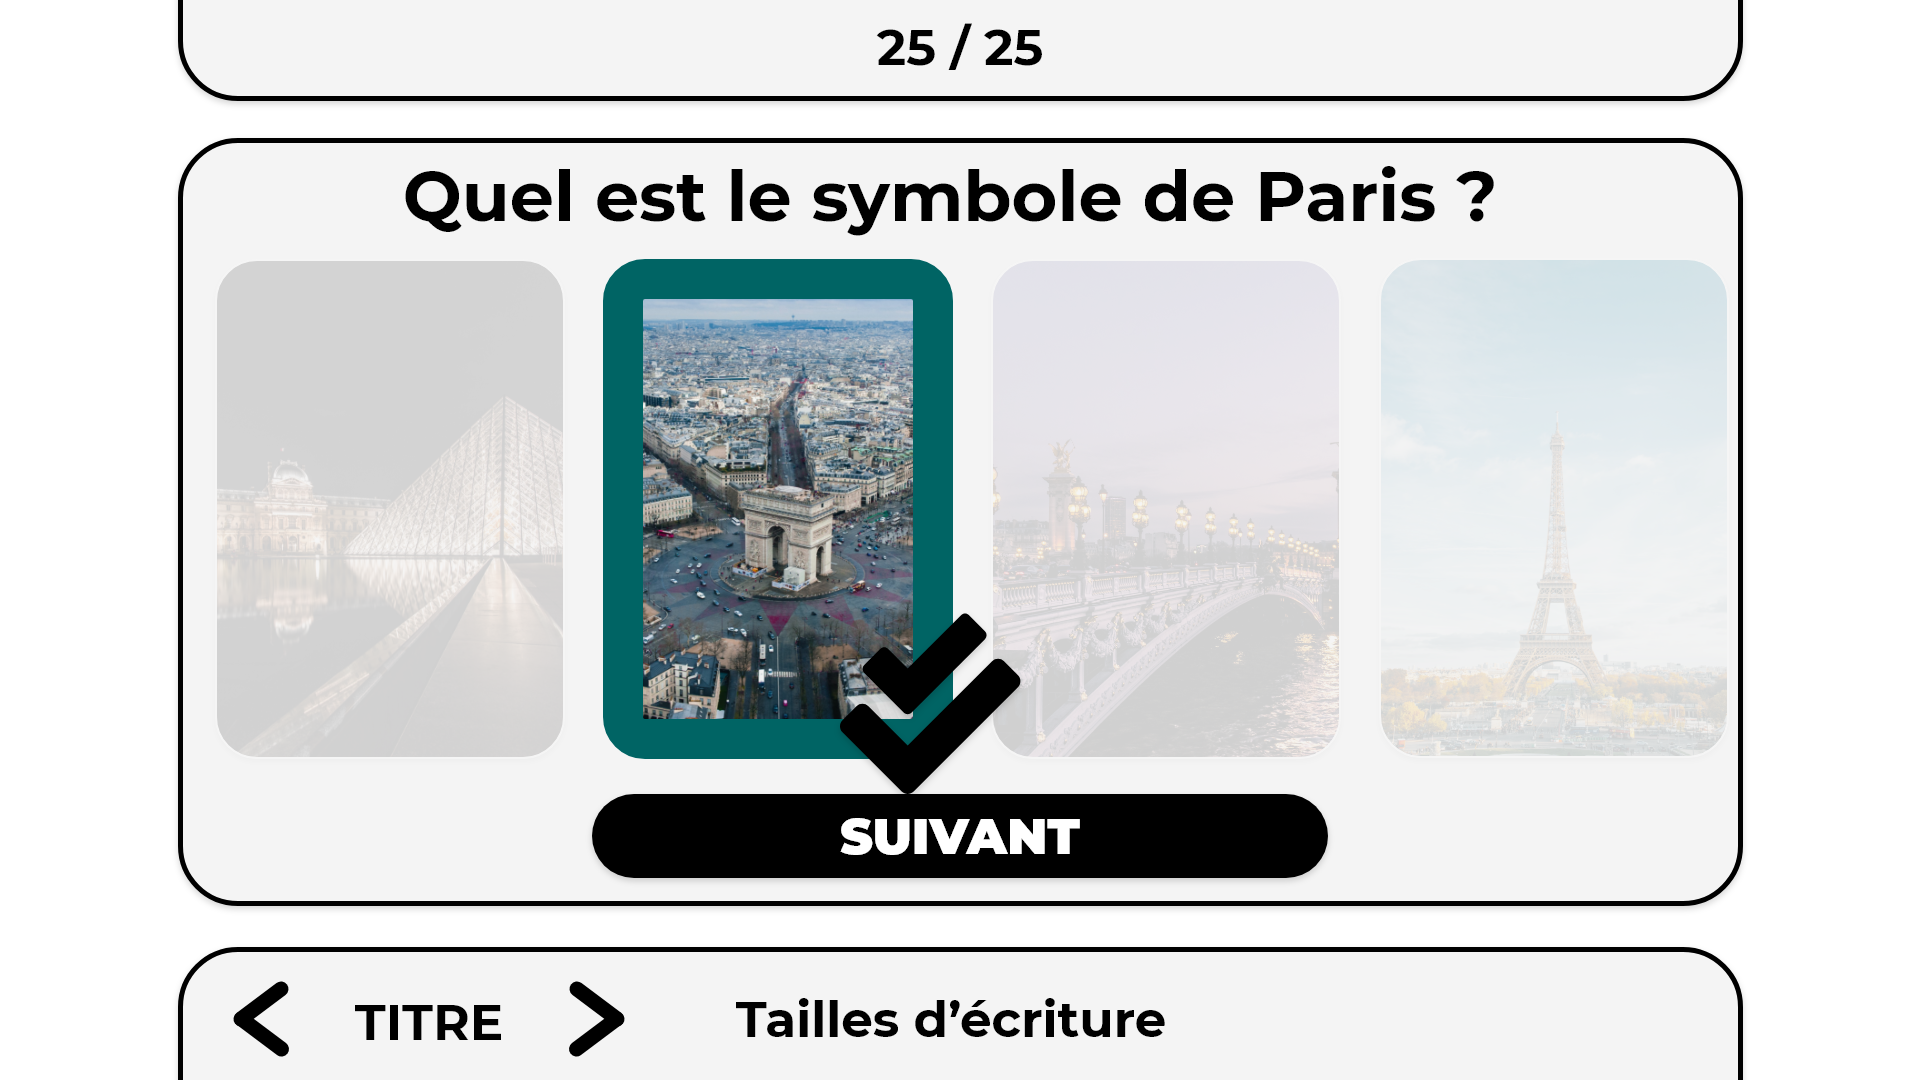 25 / 25
Quel est le symbole de Paris ?
SUIVANT
TITRE
Tailles d’écriture